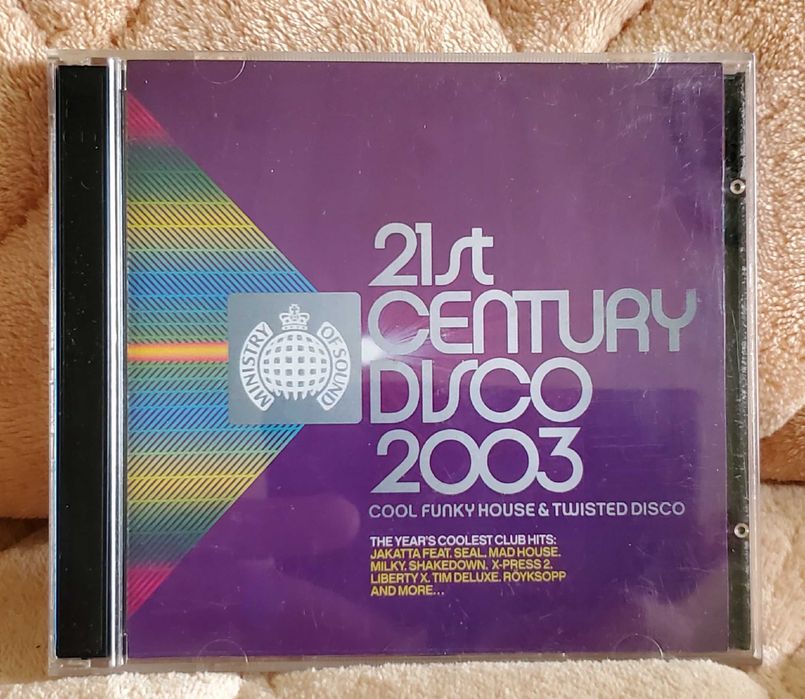 21st
CENTURY
DISCO
2003
MINISTRY OF SOUND
COOL FUNKY HOUSE & TWISTED DISCO
THE YEAR'S COOLEST CLUB HITS:
JAKATTA FEAT. SEAL. MAD HOUSE.
MILKY. SHAKEDOWN. X-PRESS 2.
LIBERTY X. TIM DELUXE. RÖYKSOPP
AND MORE...